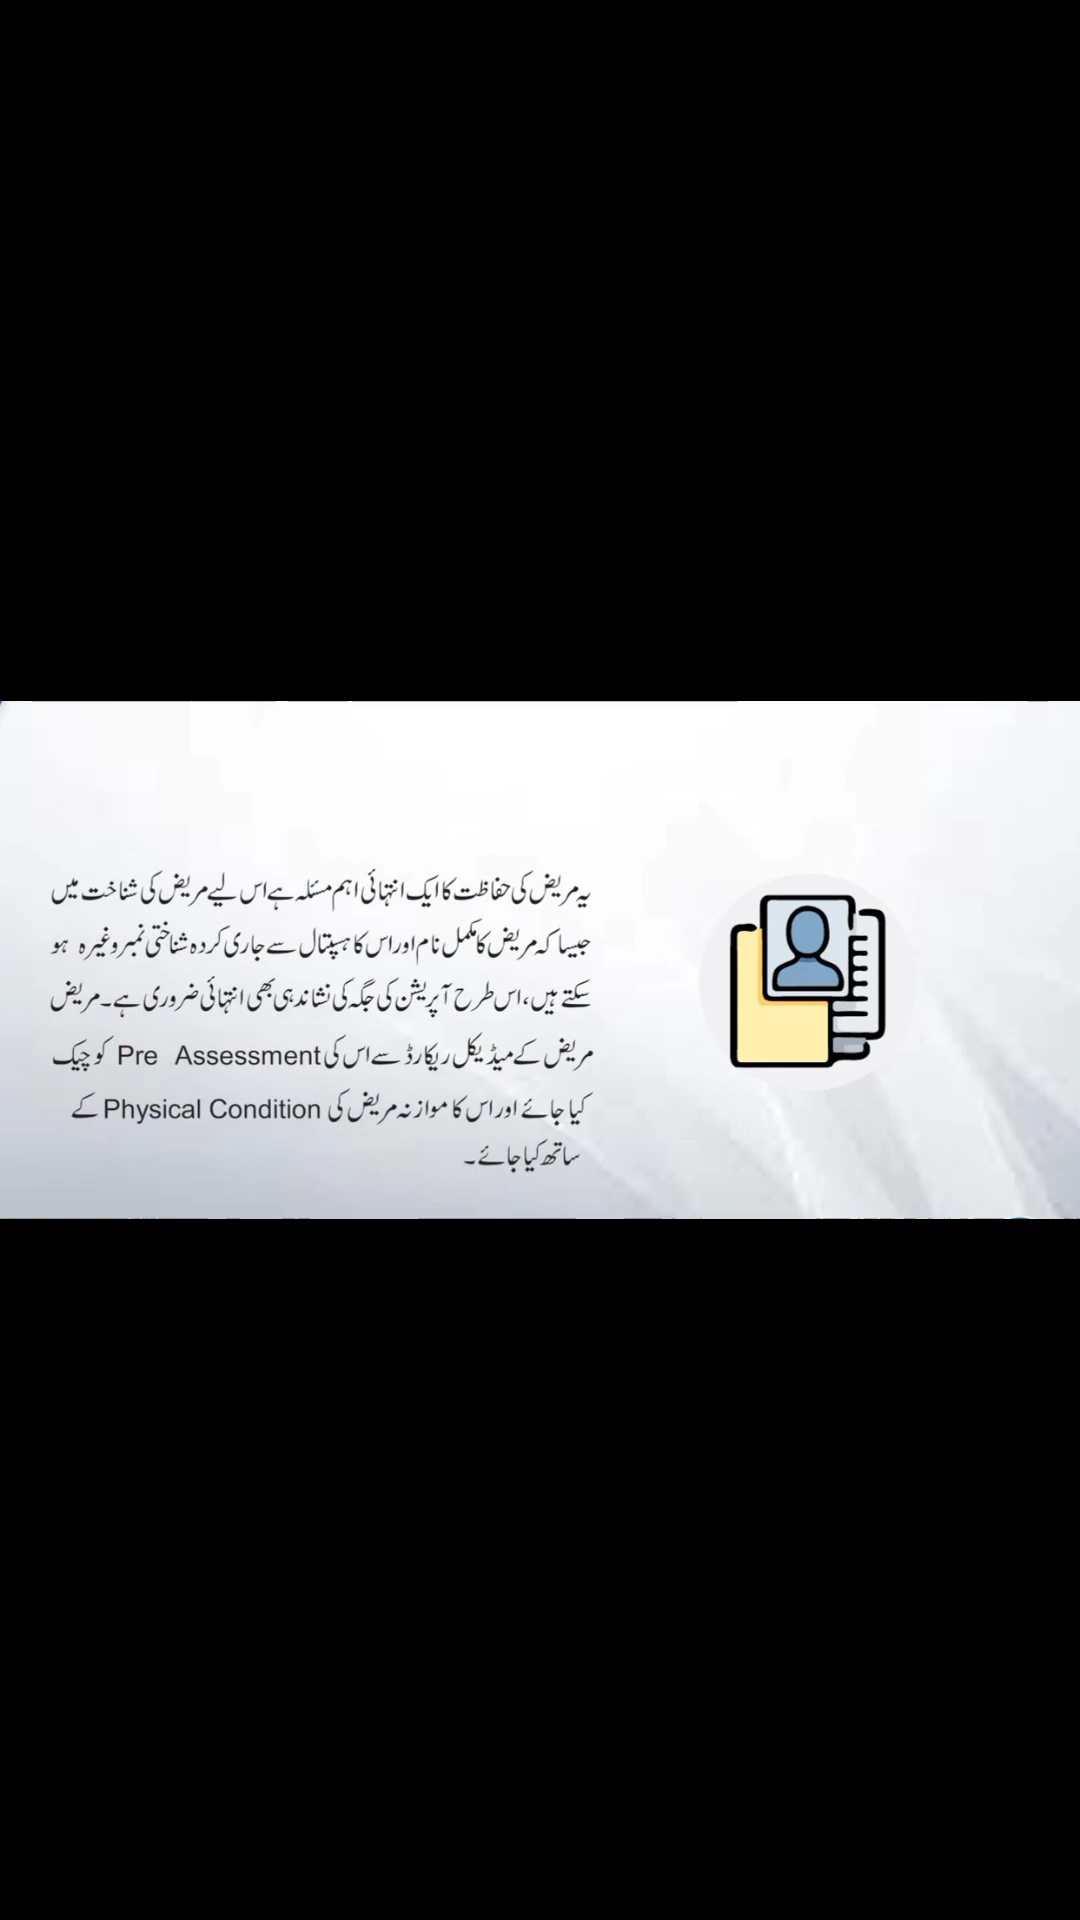 یہ مریض کی حفاظت کا ایک انتہائی اہم مسئلہ ہے اس لیے مریض کی شناخت میں
جیسا کہ مریض کا مکمل نام اور اس کا ہسپتال سے جاری کردہ شناختی نمبر وغیرہ ہو
سکتے ہیں، اس طرح آپریشن کی جگہ کی نشاندہی بھی انتہائی ضروری ہے۔ مریض
مریض کے میڈیکل ریکارڈ سے اس کی Pre Assessment کو چیک
کیا جائے اور اس کا موازنہ مریض کی Physical Condition کے
ساتھ کیا جائے۔